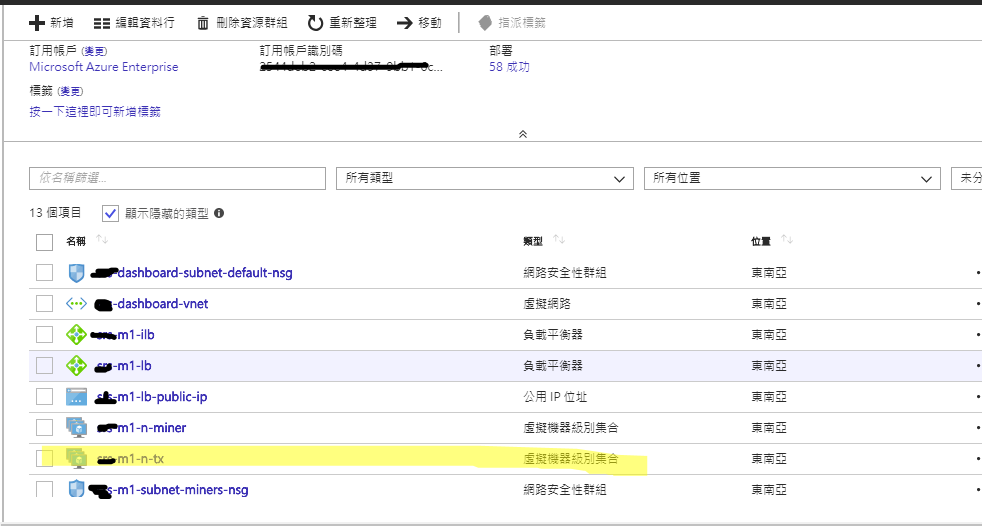 新增 編輯資料行 刪除資源群組 重新整理 移動 指派標籤
訂用帳戶 (變更) 訂用帳戶識別碼 部署
Microsoft Azure Enterprise 58 成功
標籤 (變更)
按一下這裡即可新增標籤
依名稱篩選... 所有類型 所有位置 未分
13 個項目 顯示隱藏的類型
名稱 類型 位置
-dashboard-subnet-default-nsg 網路安全性群組 東南亞
-dashboard-vnet 虛擬網路 東南亞
-m1-ilb 負載平衡器 東南亞
-m1-lb 負載平衡器 東南亞
-m1-lb-public-ip 公用 IP 位址 東南亞
-m1-n-miner 虛擬機器級別集合 東南亞
-m1-n-tx 虛擬機器級別集合 東南亞
s-m1-subnet-miners-nsg 網路安全性群組 東南亞